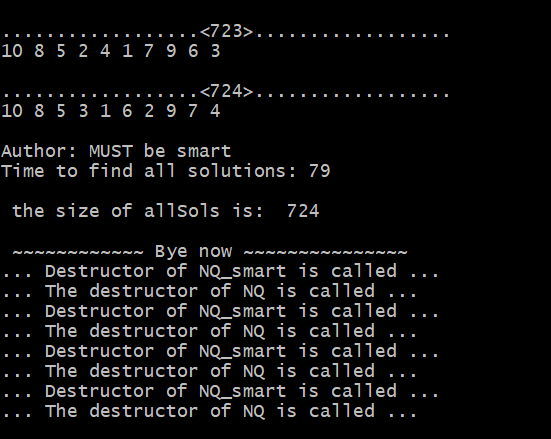 ..................<723>..................
10 8 5 2 4 1 7 9 6 3
..................<724>..................
10 8 5 3 1 6 2 9 7 4
Author: MUST be smart
Time to find all solutions: 79
the size of allSols is:  724
~~~~~~~~~~~~ Bye now ~~~~~~~~~~~~~~~
... Destructor of NQ_smart is called ...
... The destructor of NQ is called ...
... Destructor of NQ_smart is called ...
... The destructor of NQ is called ...
... Destructor of NQ_smart is called ...
... The destructor of NQ is called ...
... Destructor of NQ_smart is called ...
... The destructor of NQ is called ...